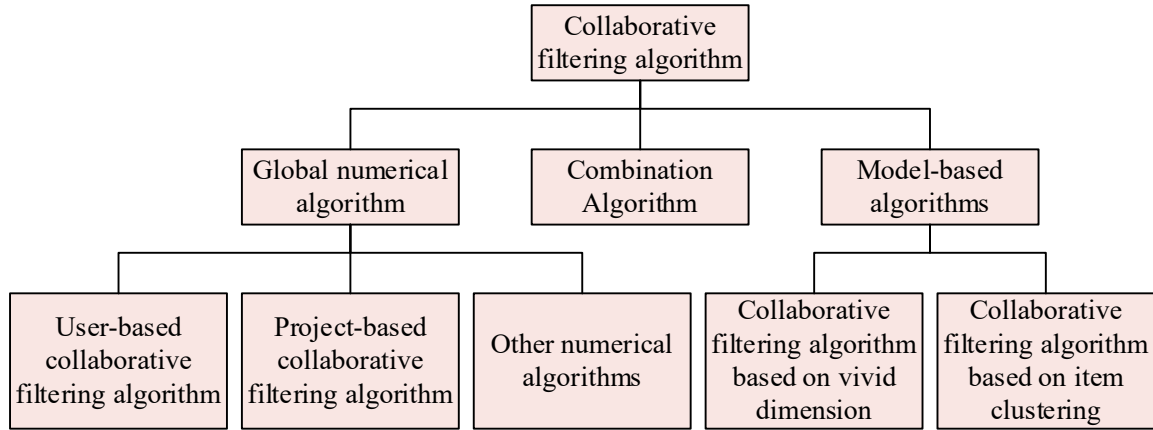 Collaborative
filtering algorithm
Global numerical
algorithm
Combination
Algorithm
Model-based
algorithms
User-based
collaborative
filtering algorithm
Project-based
collaborative
filtering algorithm
Other numerical
algorithms
Collaborative
filtering algorithm
based on vivid
dimension
Collaborative
filtering algorithm
based on item
clustering